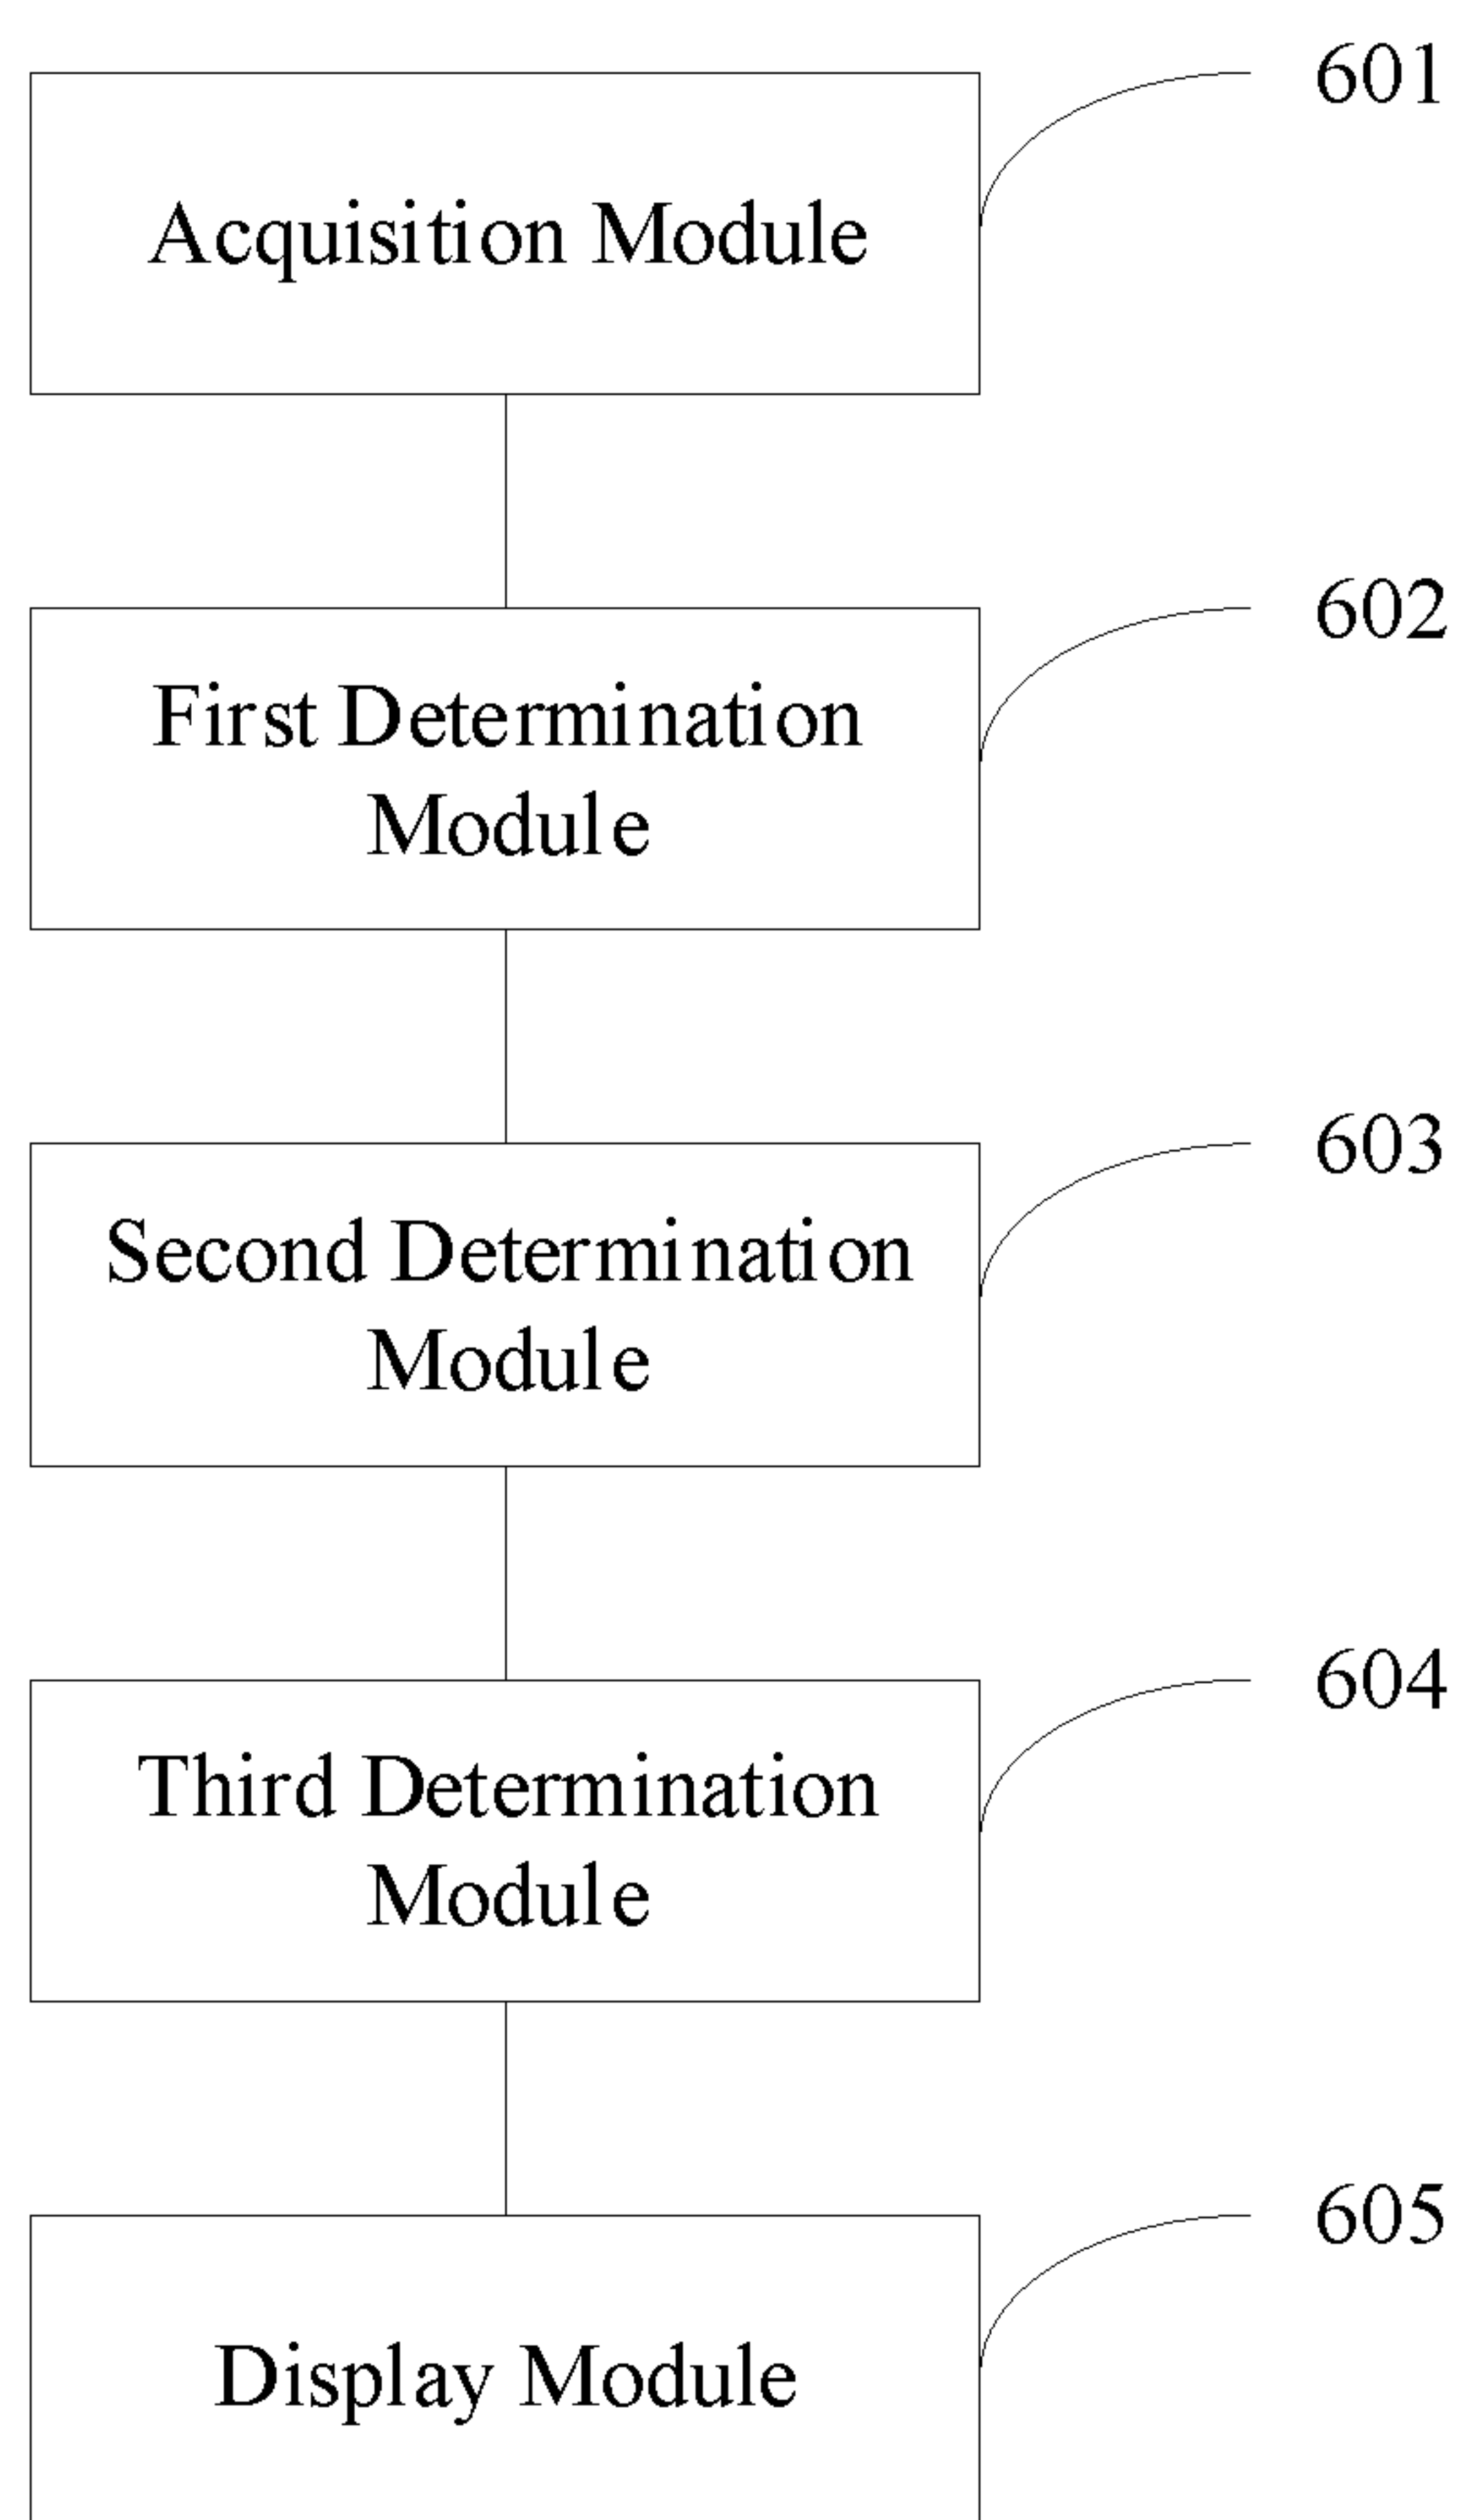 601
Acquisition Module
602
First Determination
Module
603
Second Determination
Module
604
Third Determination
Module
605
Display Module